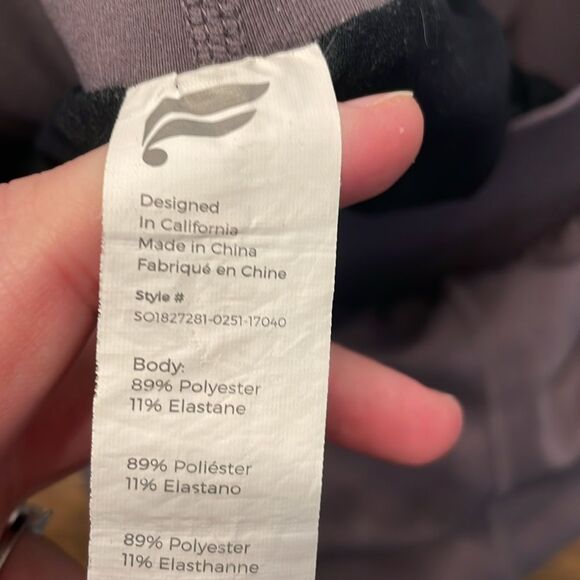 Designed
In California
Made in China
Fabriqué en Chine
Style #
SO1827281-0251-17040
Body:
89% Polyester
11% Elastane
89% Poliéster
11% Elastano
89% Polyester
11% Elasthanne